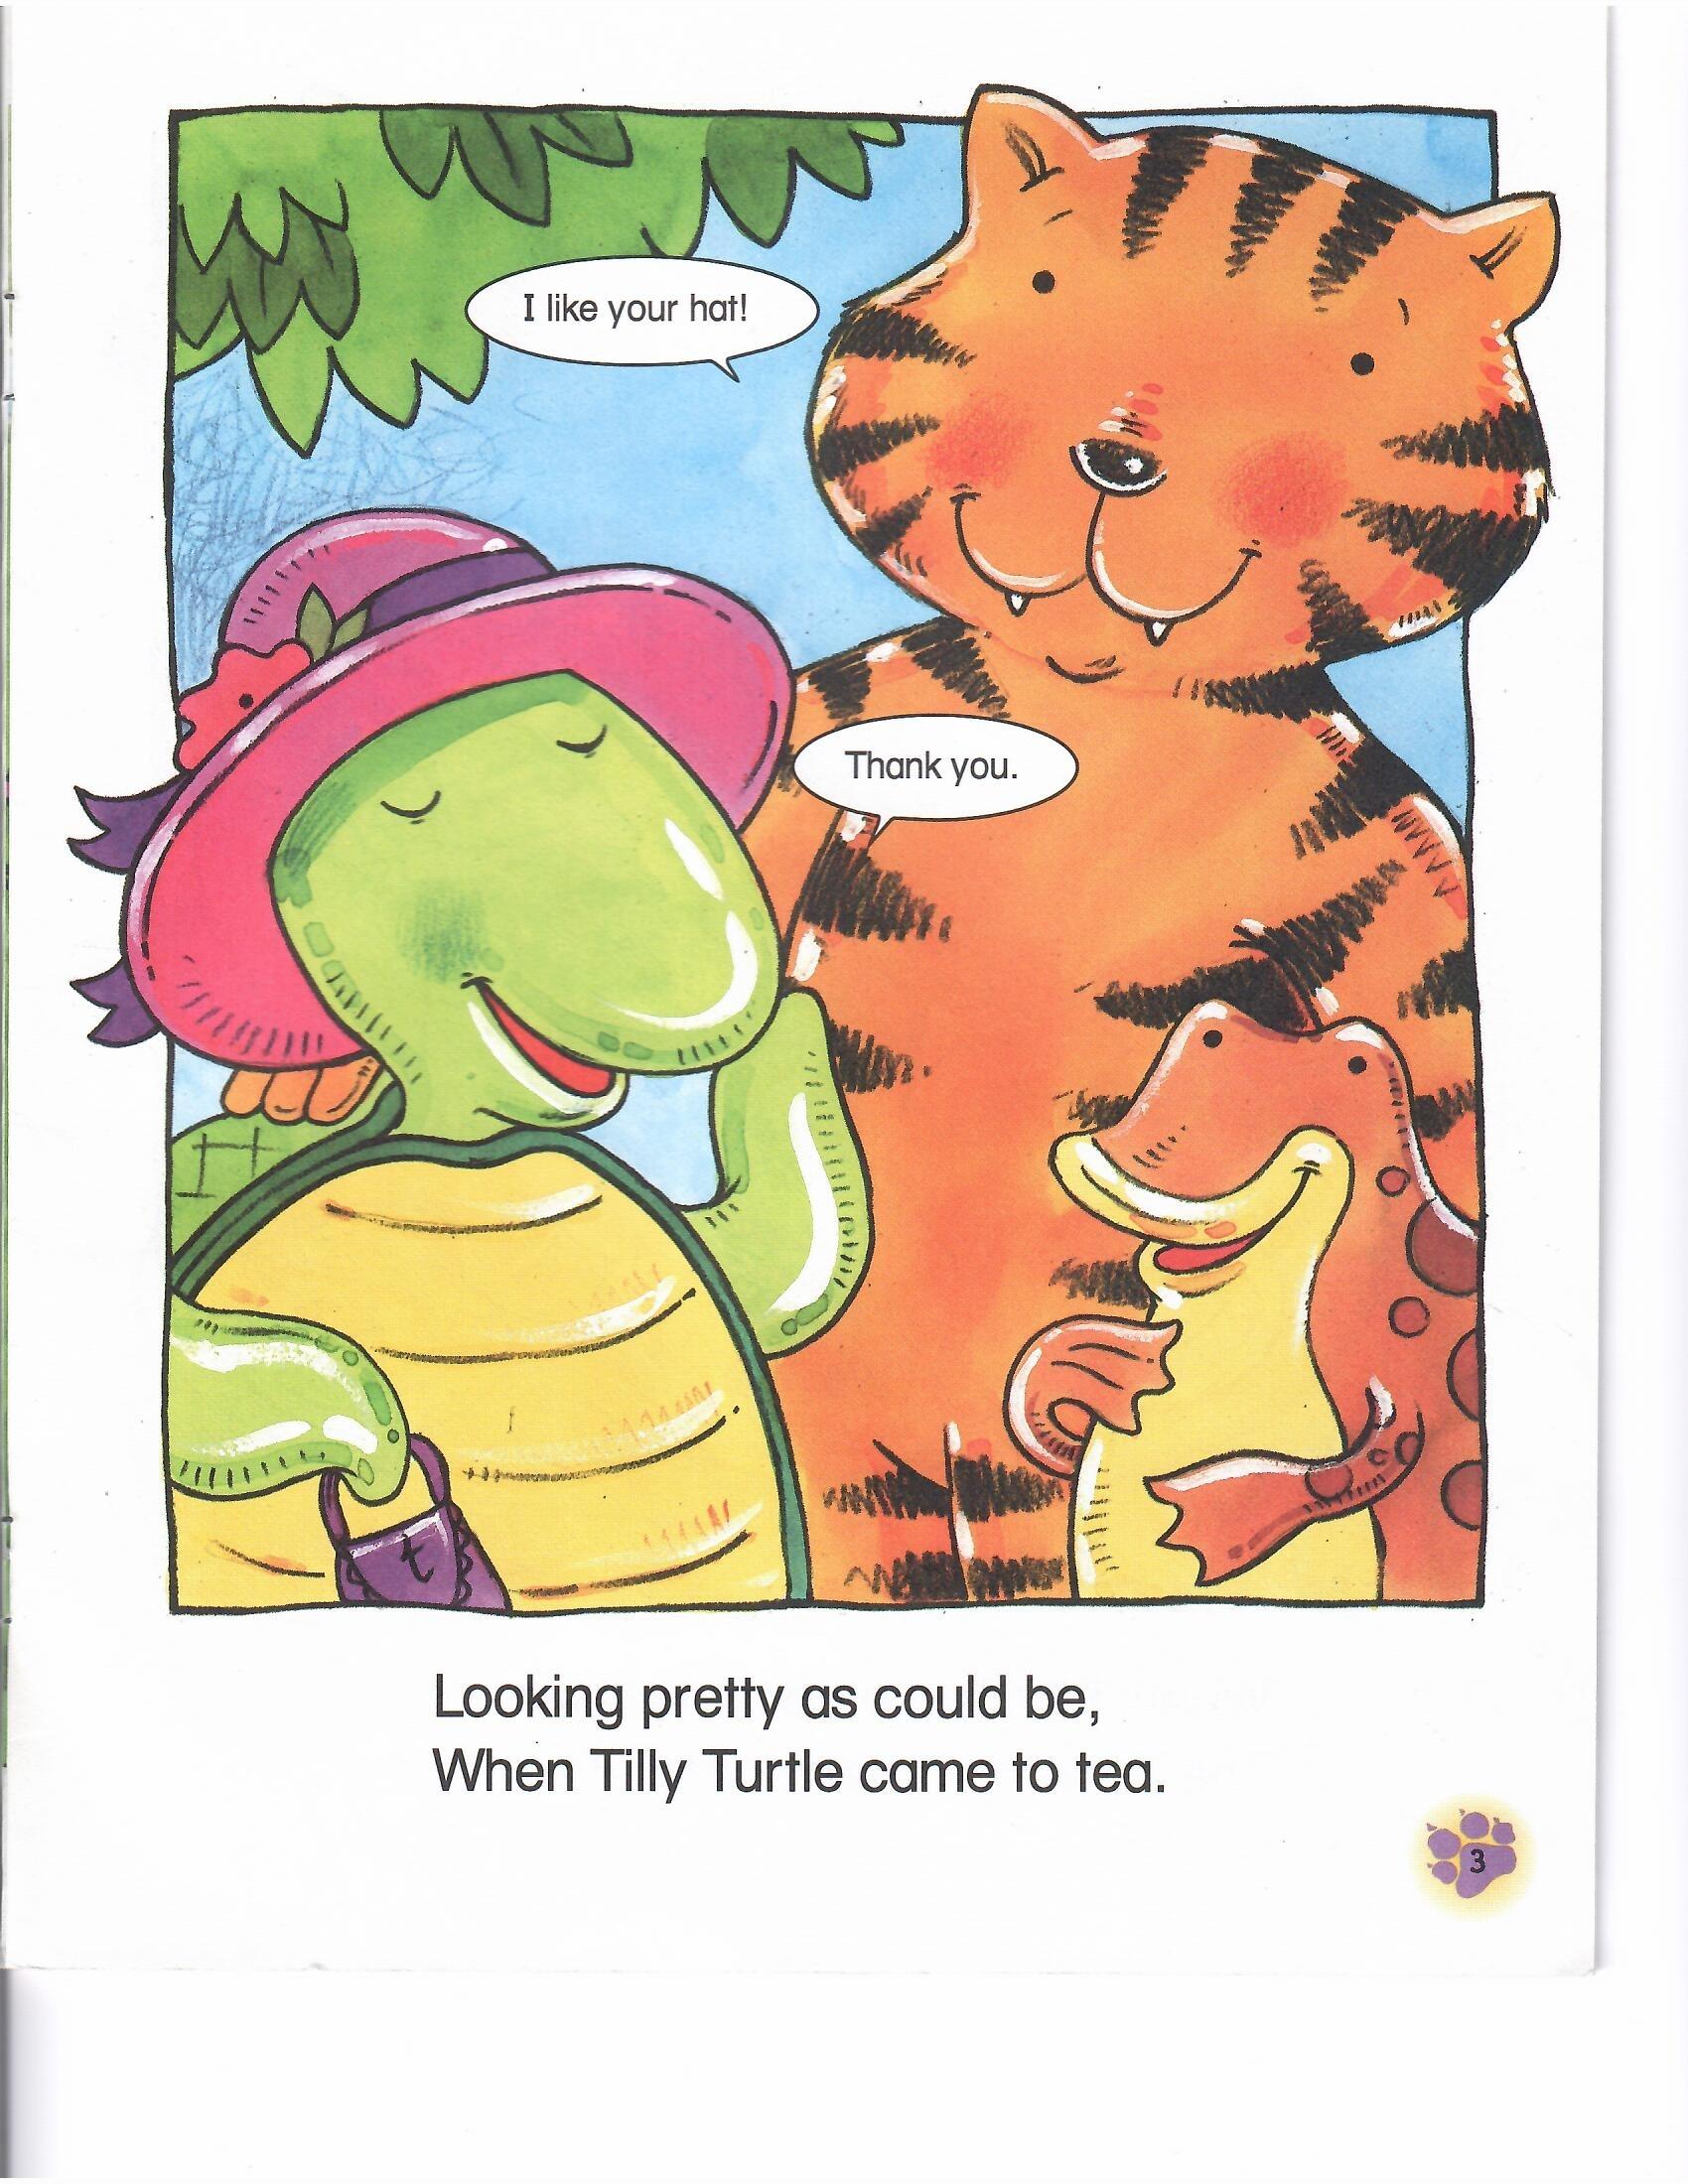 I like your hat!
Thank you.
t
Looking pretty as could be,
When Tilly Turtle came to tea.
3